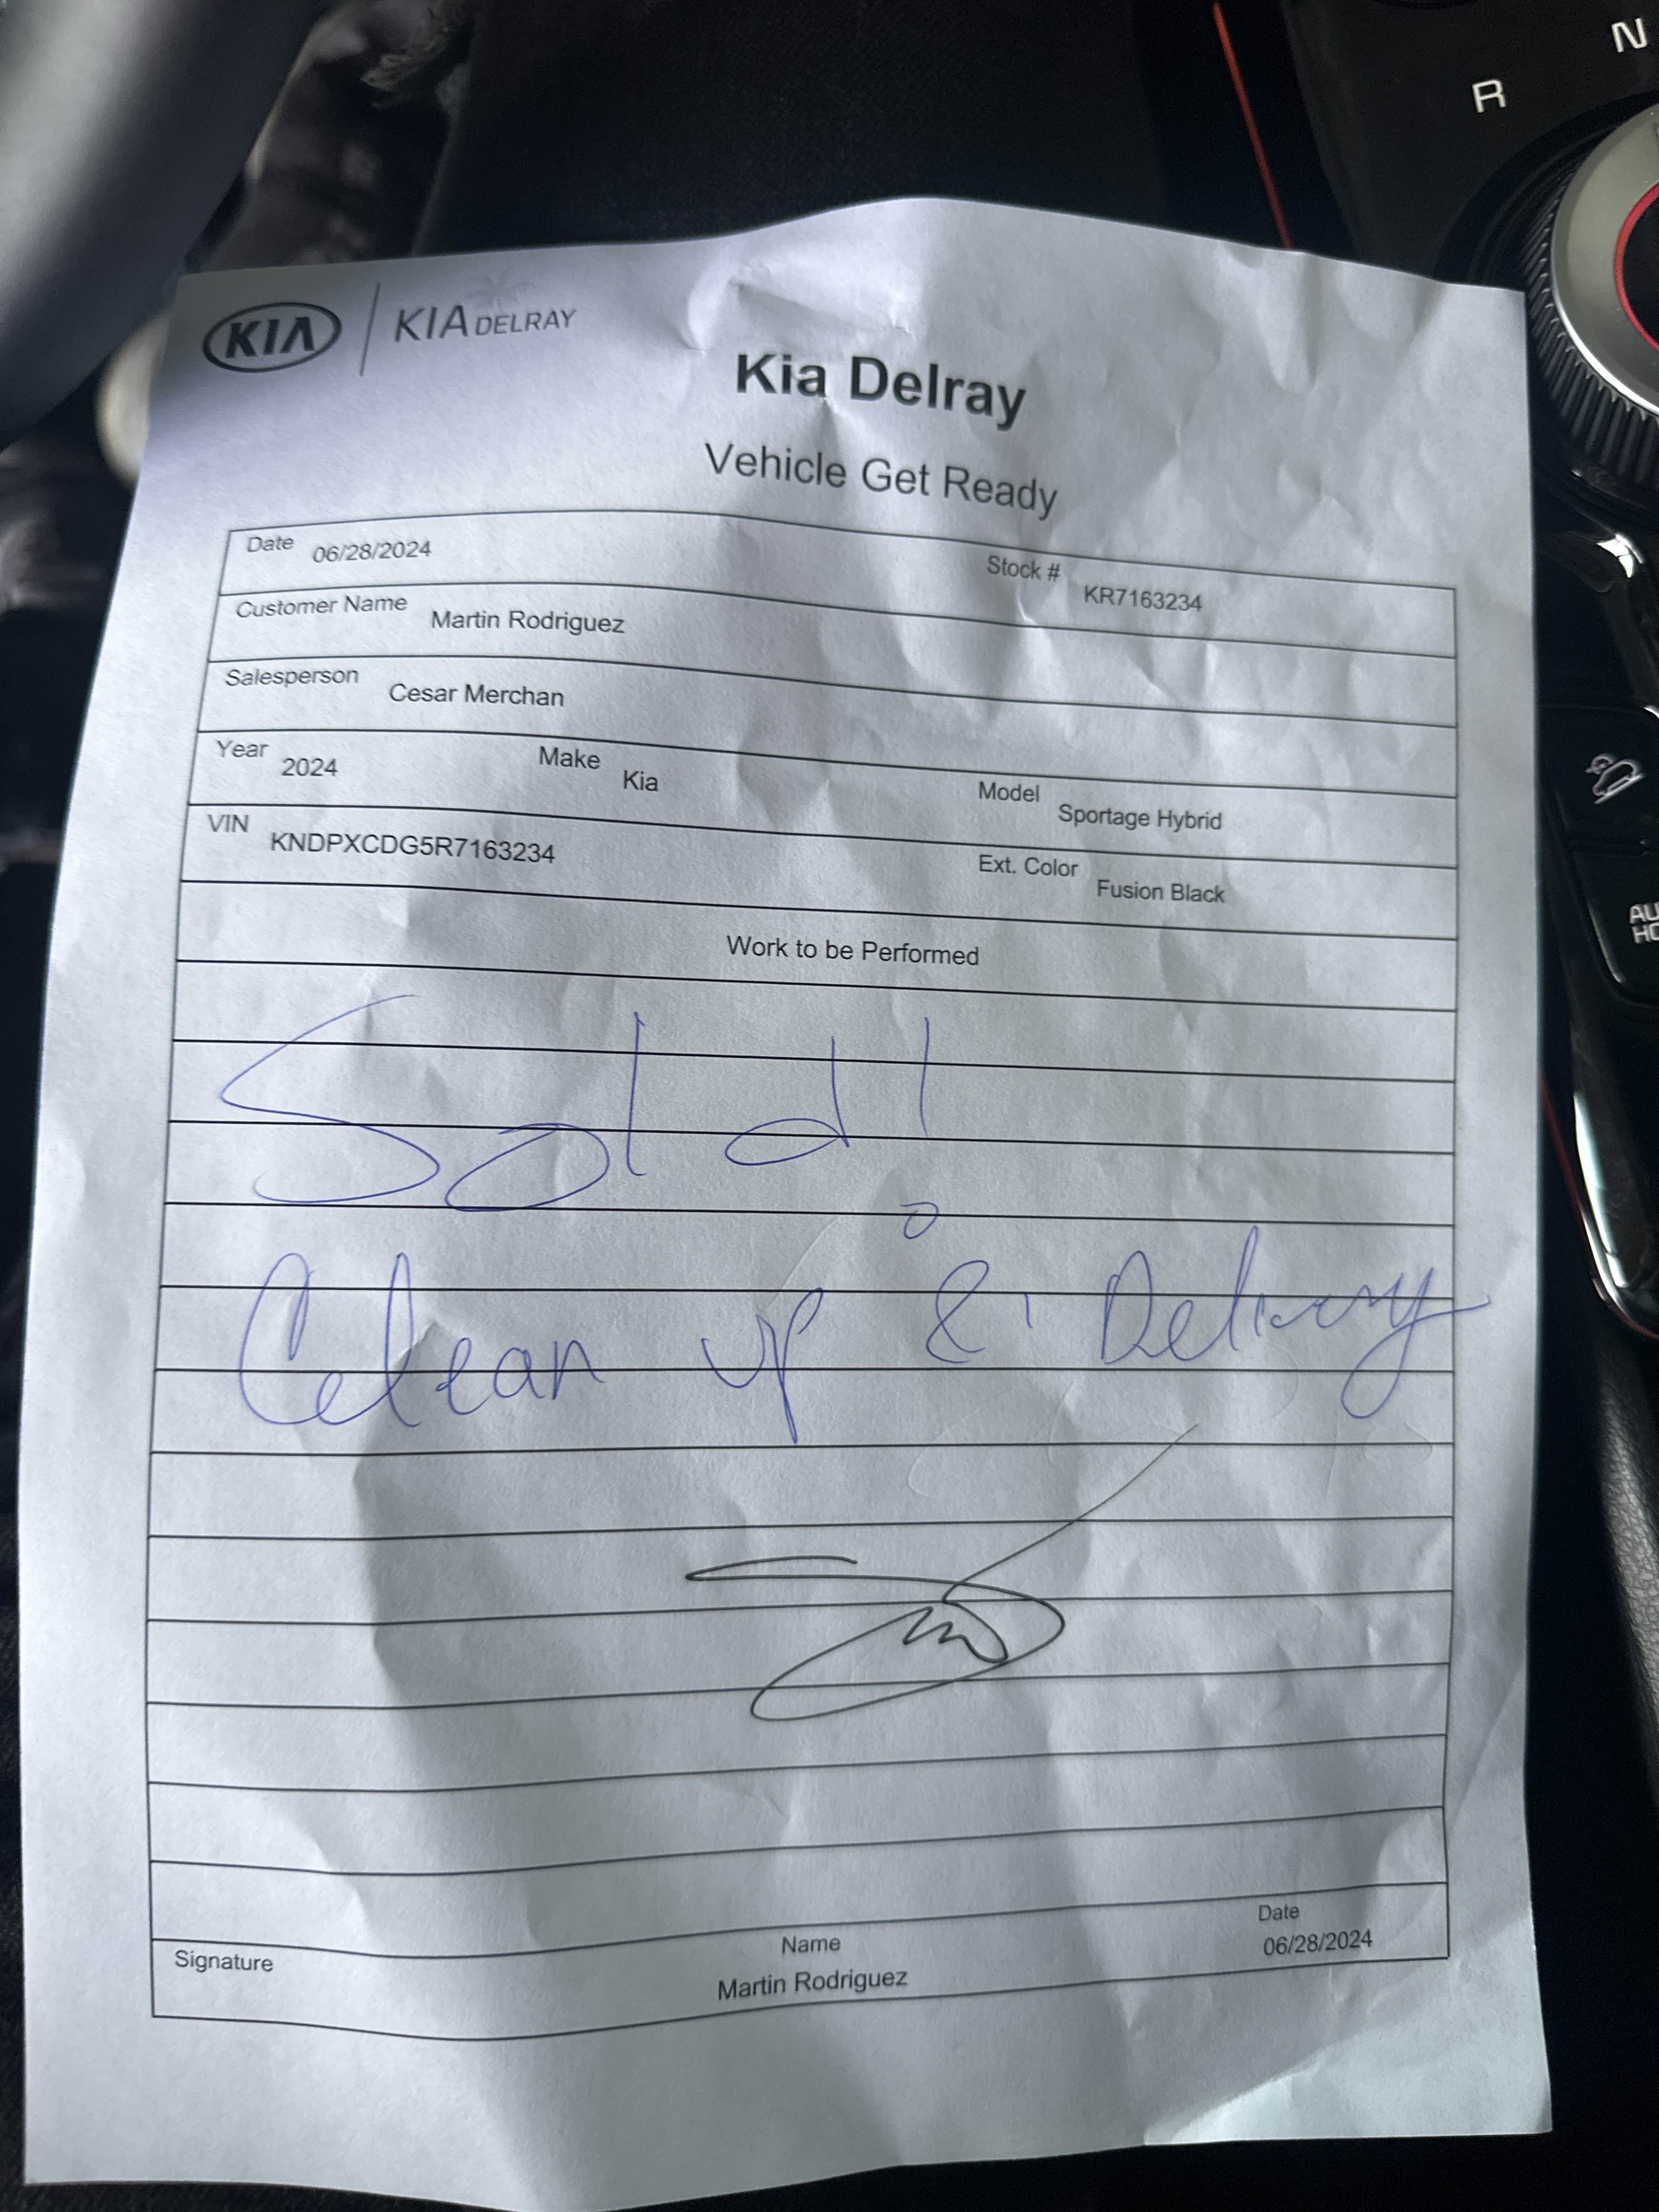 N
R
KIA | KIA DELRAY
Kia Delray
Vehicle Get Ready
Date 06/28/2024 Stock # KR7163234
Customer Name Martin Rodriguez
Salesperson Cesar Merchan
Year 2024 Make Kia Model Sportage Hybrid
VIN KNDPXCDG5R7163234 Ext. Color Fusion Black
Work to be Performed
Sold!
Clean up & Delivery
Signature Name Martin Rodriguez Date 06/28/2024
AU
HO